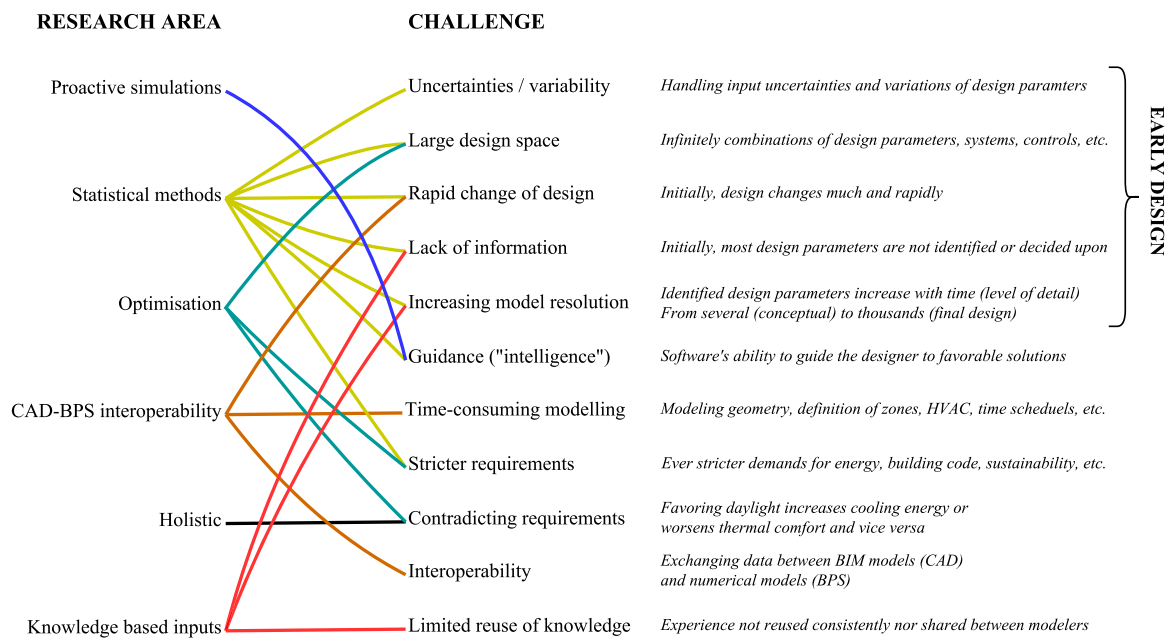 RESEARCH AREA
CHALLENGE
Proactive simulations
Uncertainties / variability
Handling input uncertainties and variations of design paramters
Large design space
Infinitely combinations of design parameters, systems, controls, etc.
Statistical methods
Rapid change of design
Initially, design changes much and rapidly
Lack of information
Initially, most design parameters are not identified or decided upon
Optimisation
Increasing model resolution
Identified design parameters increase with time (level of detail)
From several (conceptual) to thousands (final design)
EARLY DESIGN
Guidance ("intelligence")
Software's ability to guide the designer to favorable solutions
CAD-BPS interoperability
Time-consuming modelling
Modeling geometry, definition of zones, HVAC, time scheduels, etc.
Stricter requirements
Ever stricter demands for energy, building code, sustainability, etc.
Holistic
Contradicting requirements
Favoring daylight increases cooling energy or
worsens thermal comfort and vice versa
Interoperability
Exchanging data between BIM models (CAD)
and numerical models (BPS)
Knowledge based inputs
Limited reuse of knowledge
Experience not reused consistently nor shared between modelers